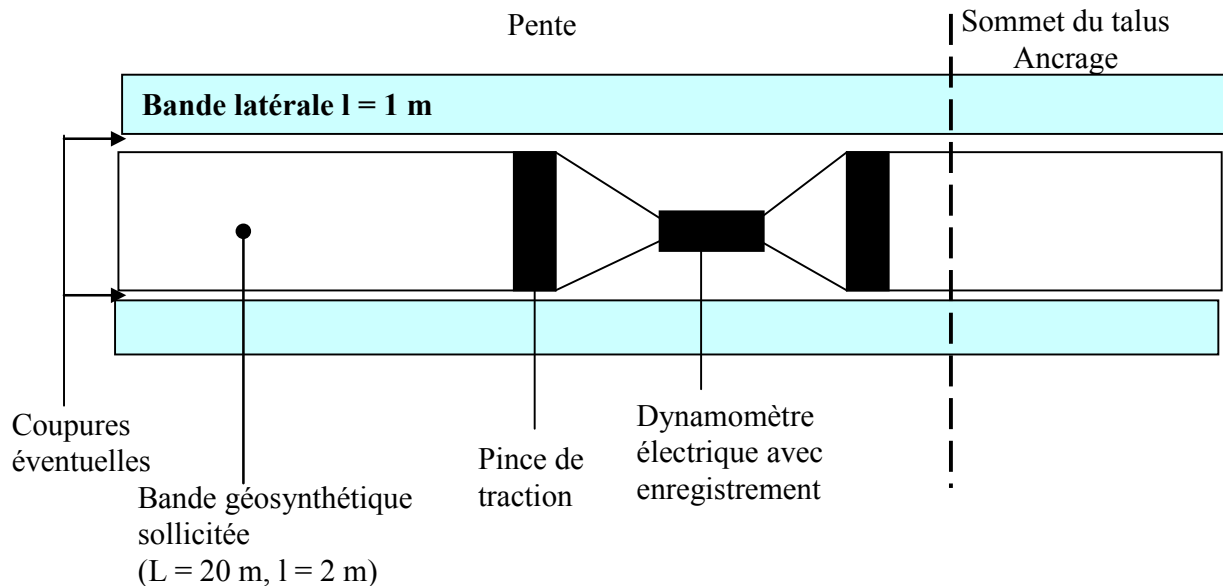 Pente
Sommet du talus
Ancrage
Bande latérale l = 1 m
Coupures
éventuelles
Bande géosynthétique
sollicitée
(L = 20 m, l = 2 m)
Pince de
traction
Dynamomètre
électrique avec
enregistrement